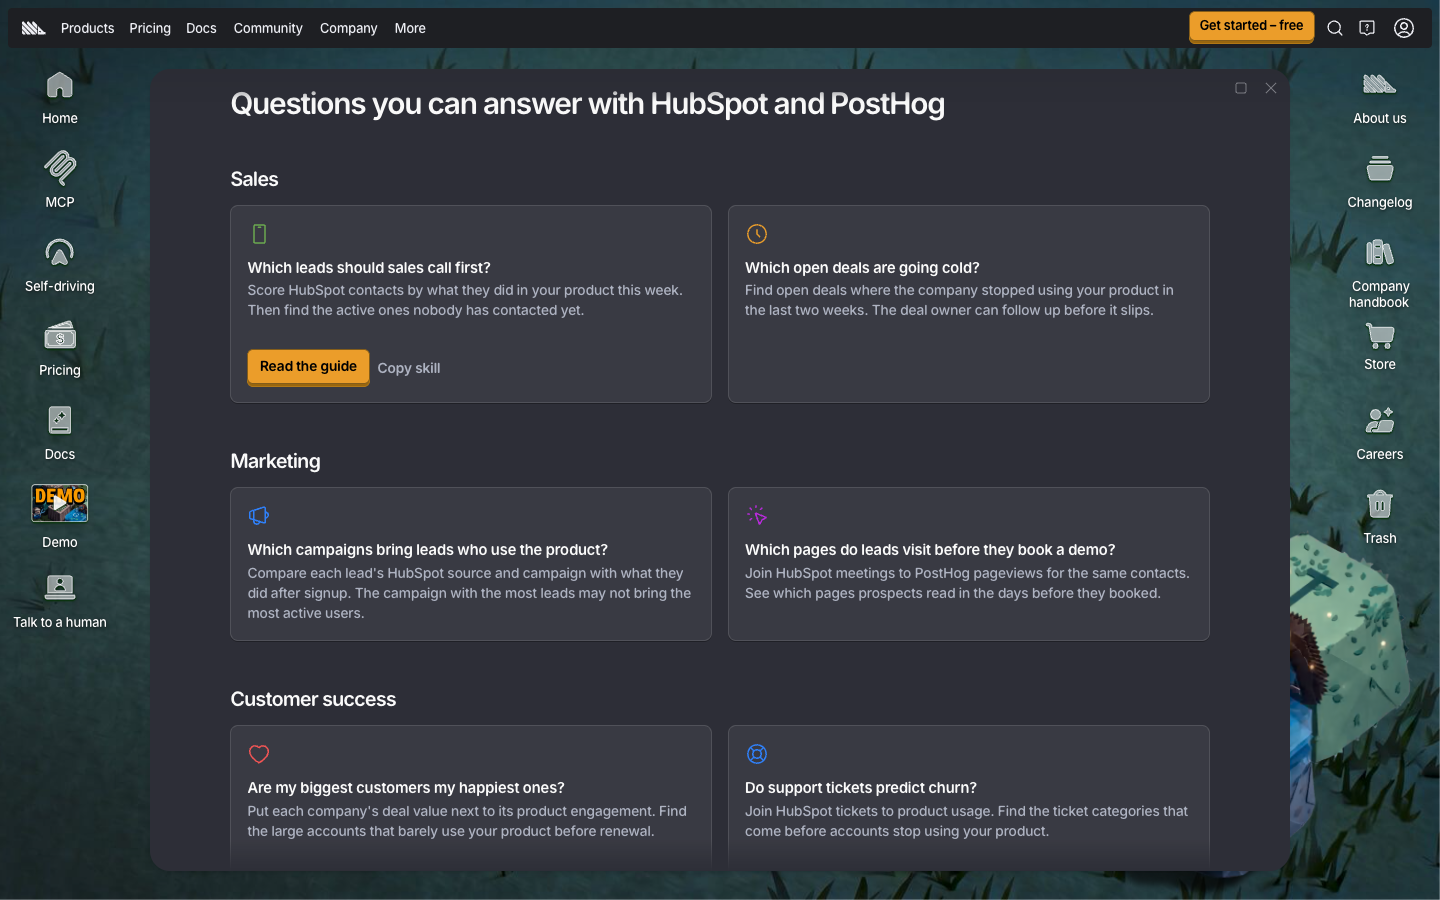 Products Pricing Docs Community Company More
Get started – free
Home
MCP
Self-driving
Pricing
Docs
DEMO
Demo
Talk to a human
Questions you can answer with HubSpot and PostHog
Sales
Which leads should sales call first?
Score HubSpot contacts by what they did in your product this week.
Then find the active ones nobody has contacted yet.
Read the guide
Copy skill
Which open deals are going cold?
Find open deals where the company stopped using your product in
the last two weeks. The deal owner can follow up before it slips.
Marketing
Which campaigns bring leads who use the product?
Compare each lead's HubSpot source and campaign with what they
did after signup. The campaign with the most leads may not bring the
most active users.
Which pages do leads visit before they book a demo?
Join HubSpot meetings to PostHog pageviews for the same contacts.
See which pages prospects read in the days before they booked.
Customer success
Are my biggest customers my happiest ones?
Put each company's deal value next to its product engagement. Find
the large accounts that barely use your product before renewal.
Do support tickets predict churn?
Join HubSpot tickets to product usage. Find the ticket categories that
come before accounts stop using your product.
About us
Changelog
Company
handbook
Store
Careers
Trash